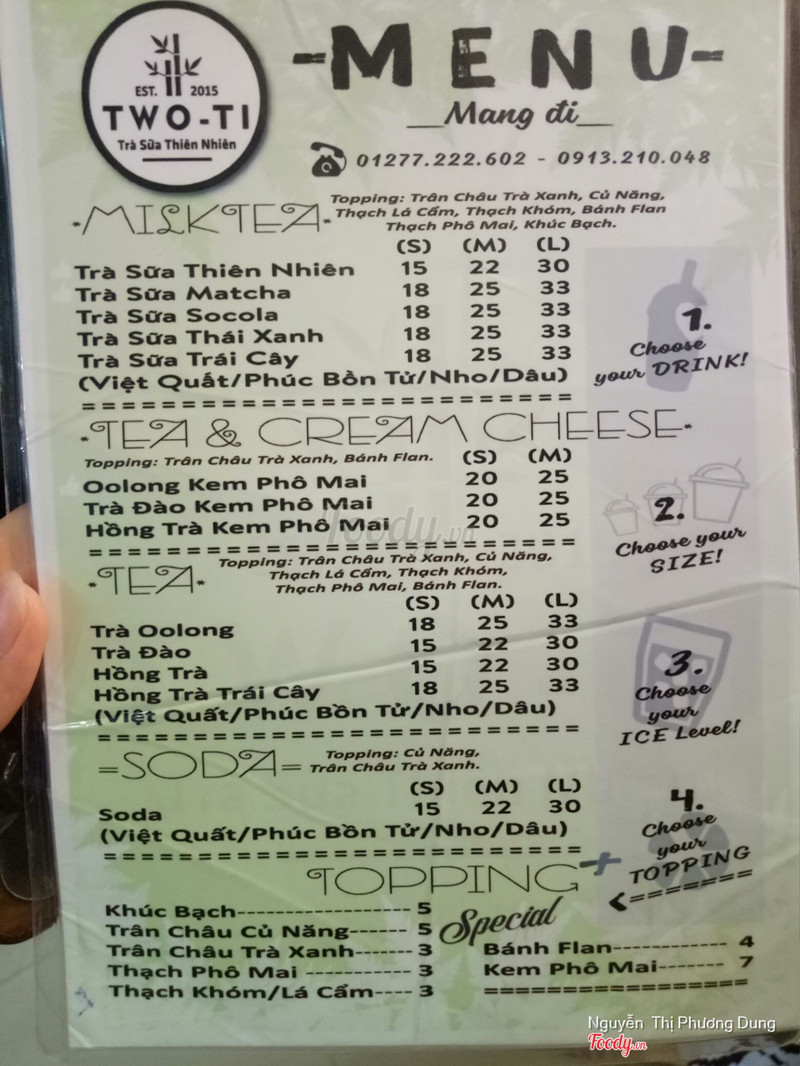 EST. 2015
TWO-TI
Trà Sữa Thiên Nhiên
-MENU-
Mang đi
01277.222.602 - 0913.210.048
MILKTEA
Topping: Trân Châu Trà Xanh, Củ Năng,
Thạch Lá Cẩm, Thạch Khóm, Bánh Flan
Thạch Phô Mai, Khúc Bạch.
(S) (M) (L)
Trà Sữa Thiên Nhiên 15 22 30
Trà Sữa Matcha 18 25 33
Trà Sữa Socola 18 25 33
Trà Sữa Thái Xanh 18 25 33
Trà Sữa Trái Cây 18 25 33
(Việt Quất/Phúc Bồn Tử/Nho/Dâu)
TEA & CREAM CHEESE
Topping: Trân Châu Trà Xanh, Bánh Flan. (S) (M)
Oolong Kem Phô Mai 20 25
Trà Đào Kem Phô Mai 20 25
Hồng Trà Kem Phô Mai 20 25
foody.vn
TEA
Topping: Trân Châu Trà Xanh, Củ Năng,
Thạch Lá Cẩm, Thạch Khóm,
Thạch Phô Mai, Bánh Flan.
(S) (M) (L)
Trà Oolong 18 25 33
Trà Đào 15 22 30
Hồng Trà 15 22 30
Hồng Trà Trái Cây 18 25 33
(Việt Quất/Phúc Bồn Tử/Nho/Dâu)
=SODA=
Topping: Củ Năng,
Trân Châu Trà Xanh.
(S) (M) (L)
Soda 15 22 30
(Việt Quất/Phúc Bồn Tử/Nho/Dâu)
1.
Choose
your DRINK!
2.
Choose your
SIZE!
3.
Choose
your
ICE Level!
4.
Choose
your
TOPPING
TOPPING +
Khúc Bạch 5
Trân Châu Củ Năng 5
Trân Châu Trà Xanh 3
Thạch Phô Mai 3
Thạch Khóm/Lá Cẩm 3
Special
Bánh Flan 4
Kem Phô Mai 7
Nguyễn Thị Phương Dung
Foody.vn